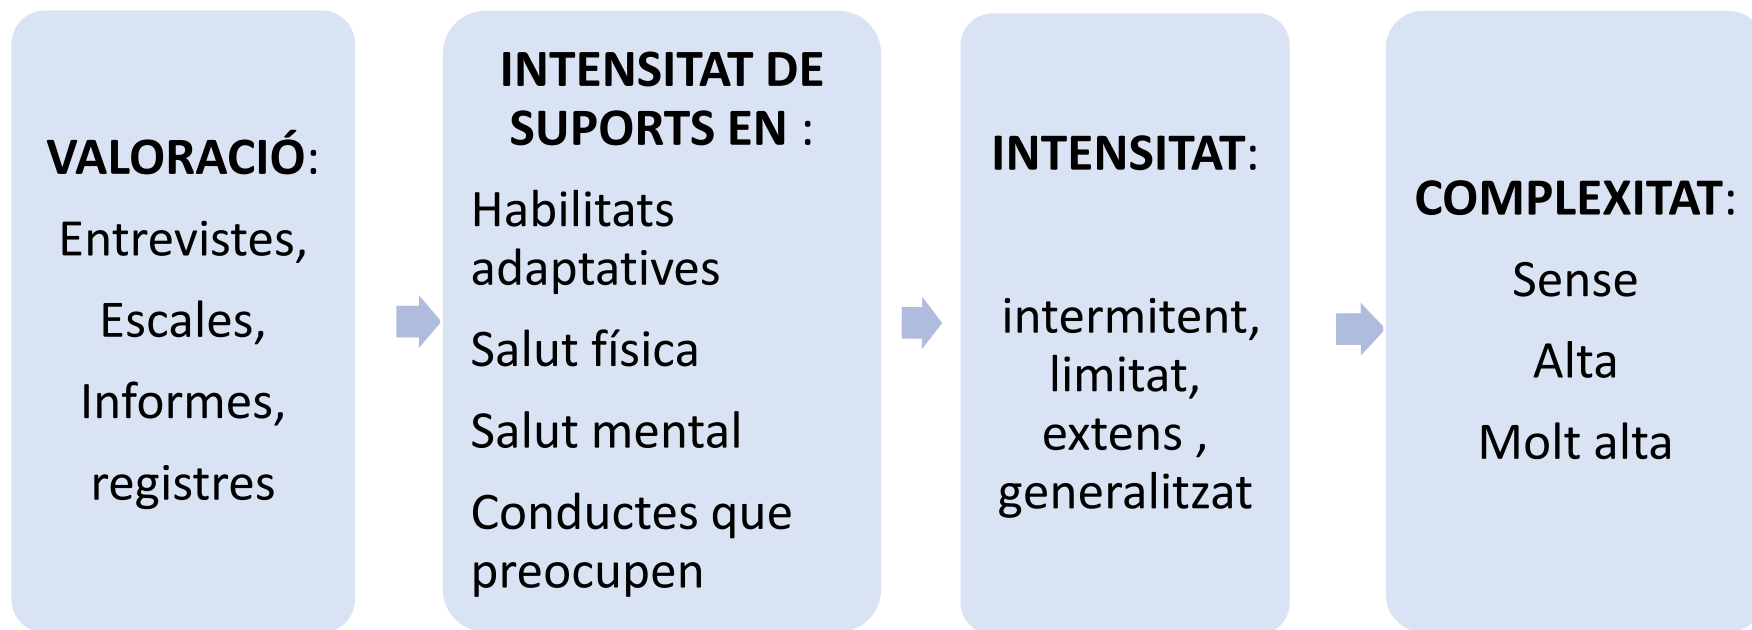 VALORACIÓ:
Entrevistes,
Escales,
Informes,
registres
INTENSITAT DE
SUPORTS EN :
Habilitats
adaptatives
Salut física
Salut mental
Conductes que
preocupen
INTENSITAT:
intermitent,
limitat,
extens ,
generalitzat
COMPLEXITAT:
Sense
Alta
Molt alta